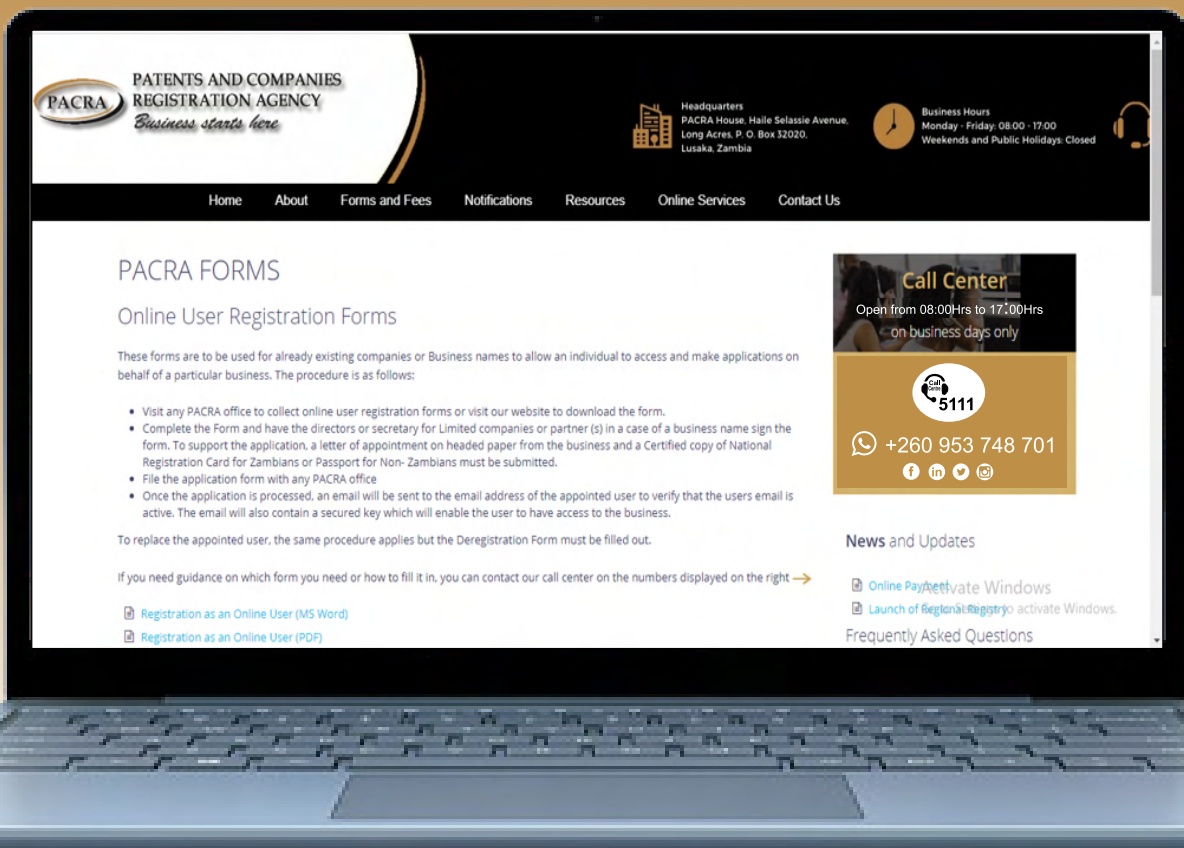 PACRA
PATENTS AND COMPANIES
REGISTRATION AGENCY
Business starts here
Headquarters
PACRA House, Haile Selassie Avenue,
Long Acres, P. O. Box 32020,
Lusaka, Zambia
Business Hours
Monday - Friday: 08:00 - 17:00
Weekends and Public Holidays: Closed
Home About Forms and Fees Notifications Resources Online Services Contact Us
PACRA FORMS
Online User Registration Forms
These forms are to be used for already existing companies or Business names to allow an individual to access and make applications on
behalf of a particular business. The procedure is as follows:
• Visit any PACRA office to collect online user registration forms or visit our website to download the form.
• Complete the Form and have the directors or secretary for Limited companies or partner (s) in a case of a business name sign the
form. To support the application, a letter of appointment on headed paper from the business and a Certified copy of National
Registration Card for Zambians or Passport for Non- Zambians must be submitted.
• File the application form with any PACRA office
• Once the application is processed, an email will be sent to the email address of the appointed user to verify that the users email is
active. The email will also contain a secured key which will enable the user to have access to the business.
To replace the appointed user, the same procedure applies but the Deregistration Form must be filled out.
If you need guidance on which form you need or how to fill it in, you can contact our call center on the numbers displayed on the right →
Registration as an Online User (MS Word)
Registration as an Online User (PDF)
Call Center
Open from 08:00Hrs to 17:00Hrs
on business days only
Call
Centre
5111
+260 953 748 701
News and Updates
Online Payment
Activate Windows
Launch of Regional Registry
to activate Windows.
Frequently Asked Questions